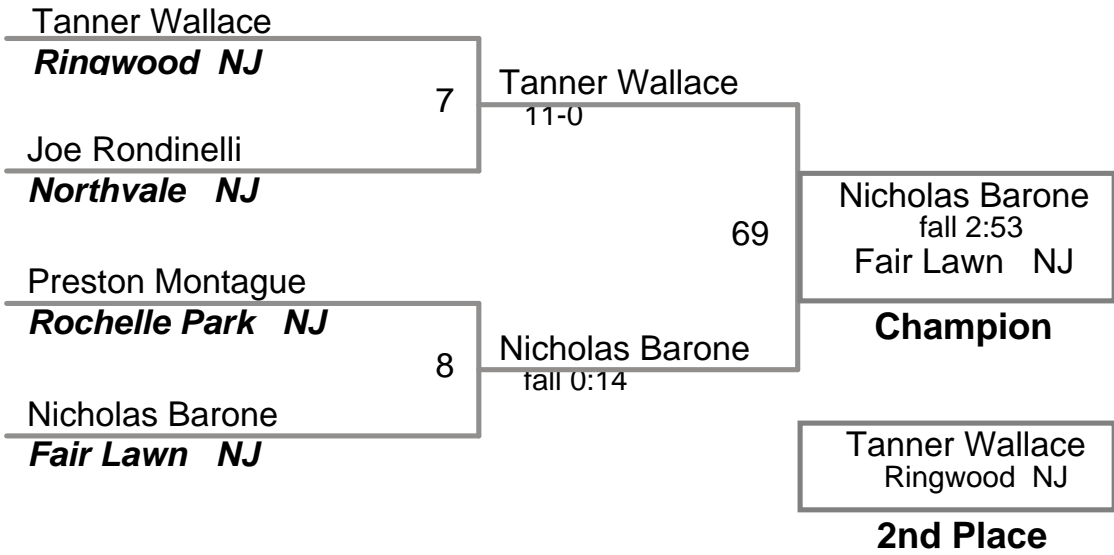 Tanner Wallace
Ringwood NJ
7
Tanner Wallace
11-0
Joe Rondinelli
Northvale NJ
69
Nicholas Barone
fall 2:53
Fair Lawn NJ
Champion
Preston Montague
Rochelle Park NJ
8
Nicholas Barone
fall 0:14
Nicholas Barone
Fair Lawn NJ
Tanner Wallace
Ringwood NJ
2nd Place